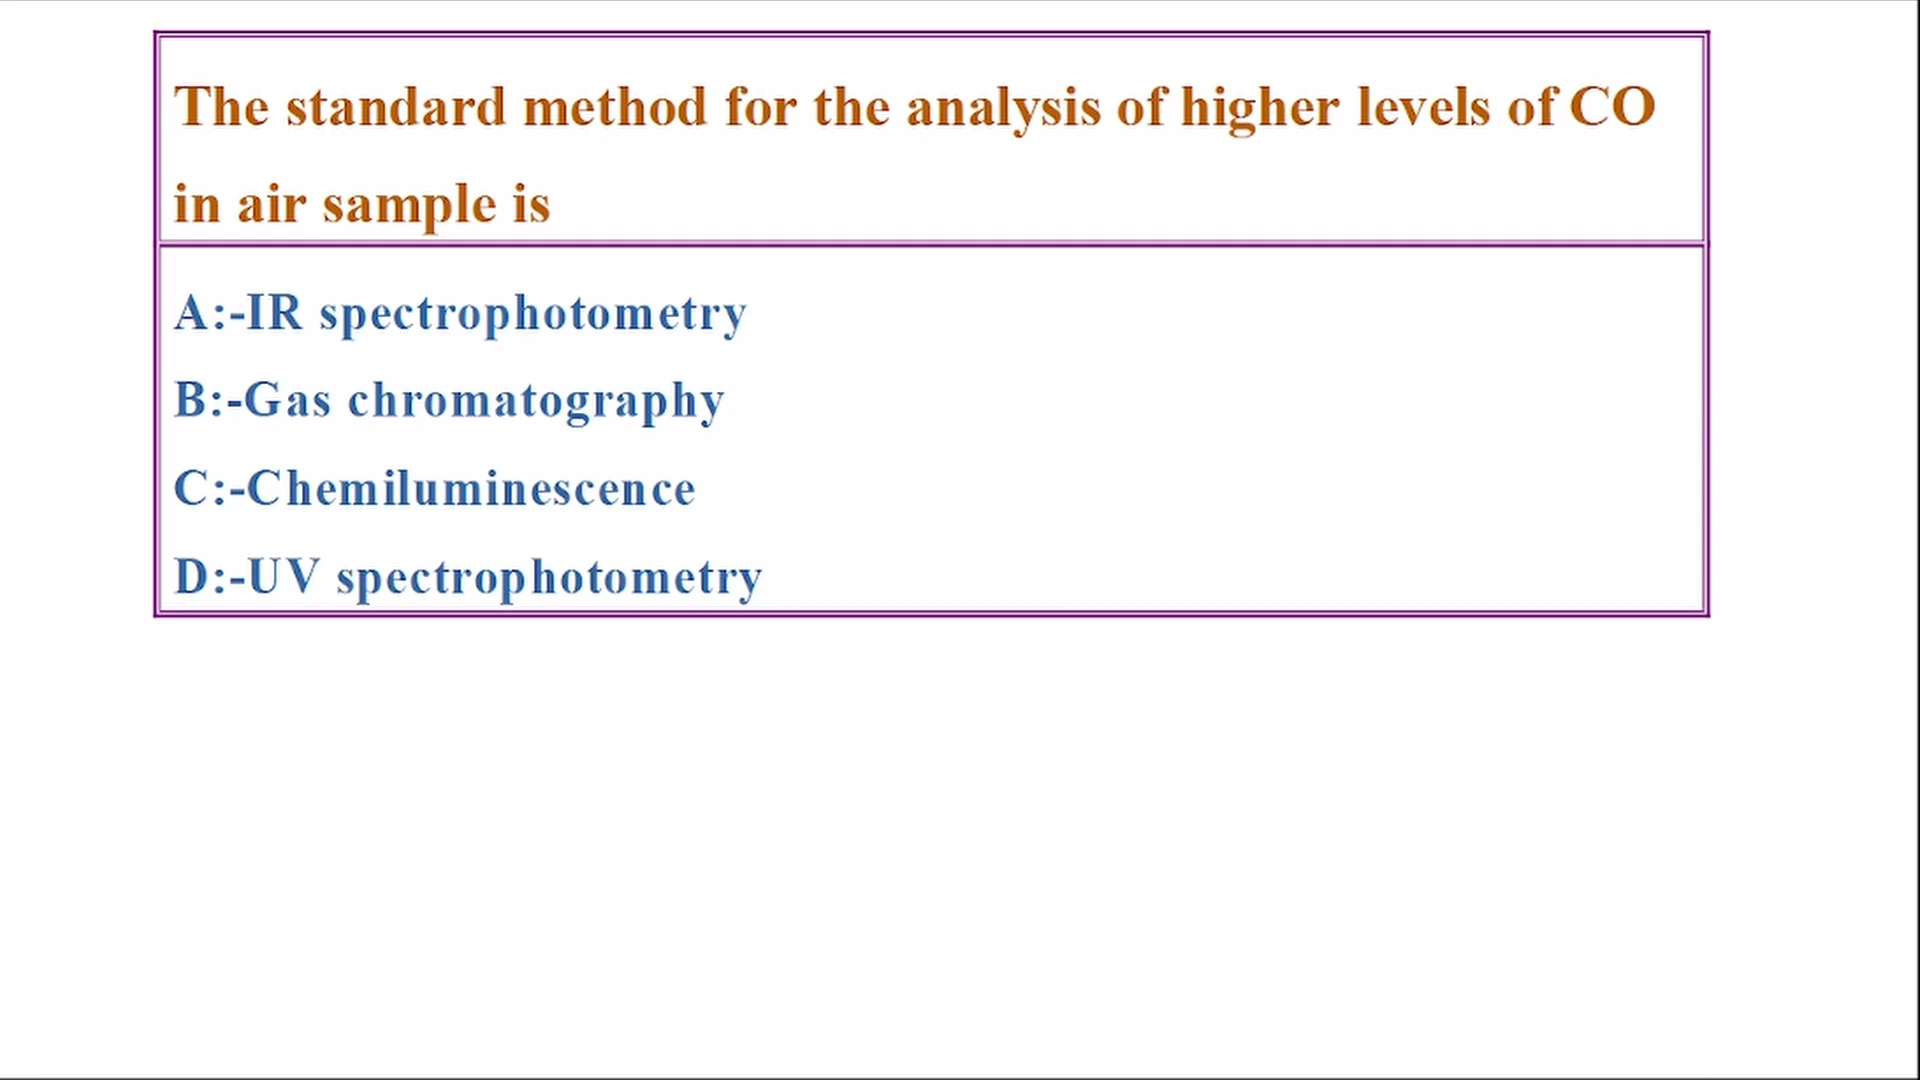 The standard method for the analysis of higher levels of CO
in air sample is
A:-IR spectrophotometry
B:-Gas chromatography
C:-Chemiluminescence
D:-UV spectrophotometry